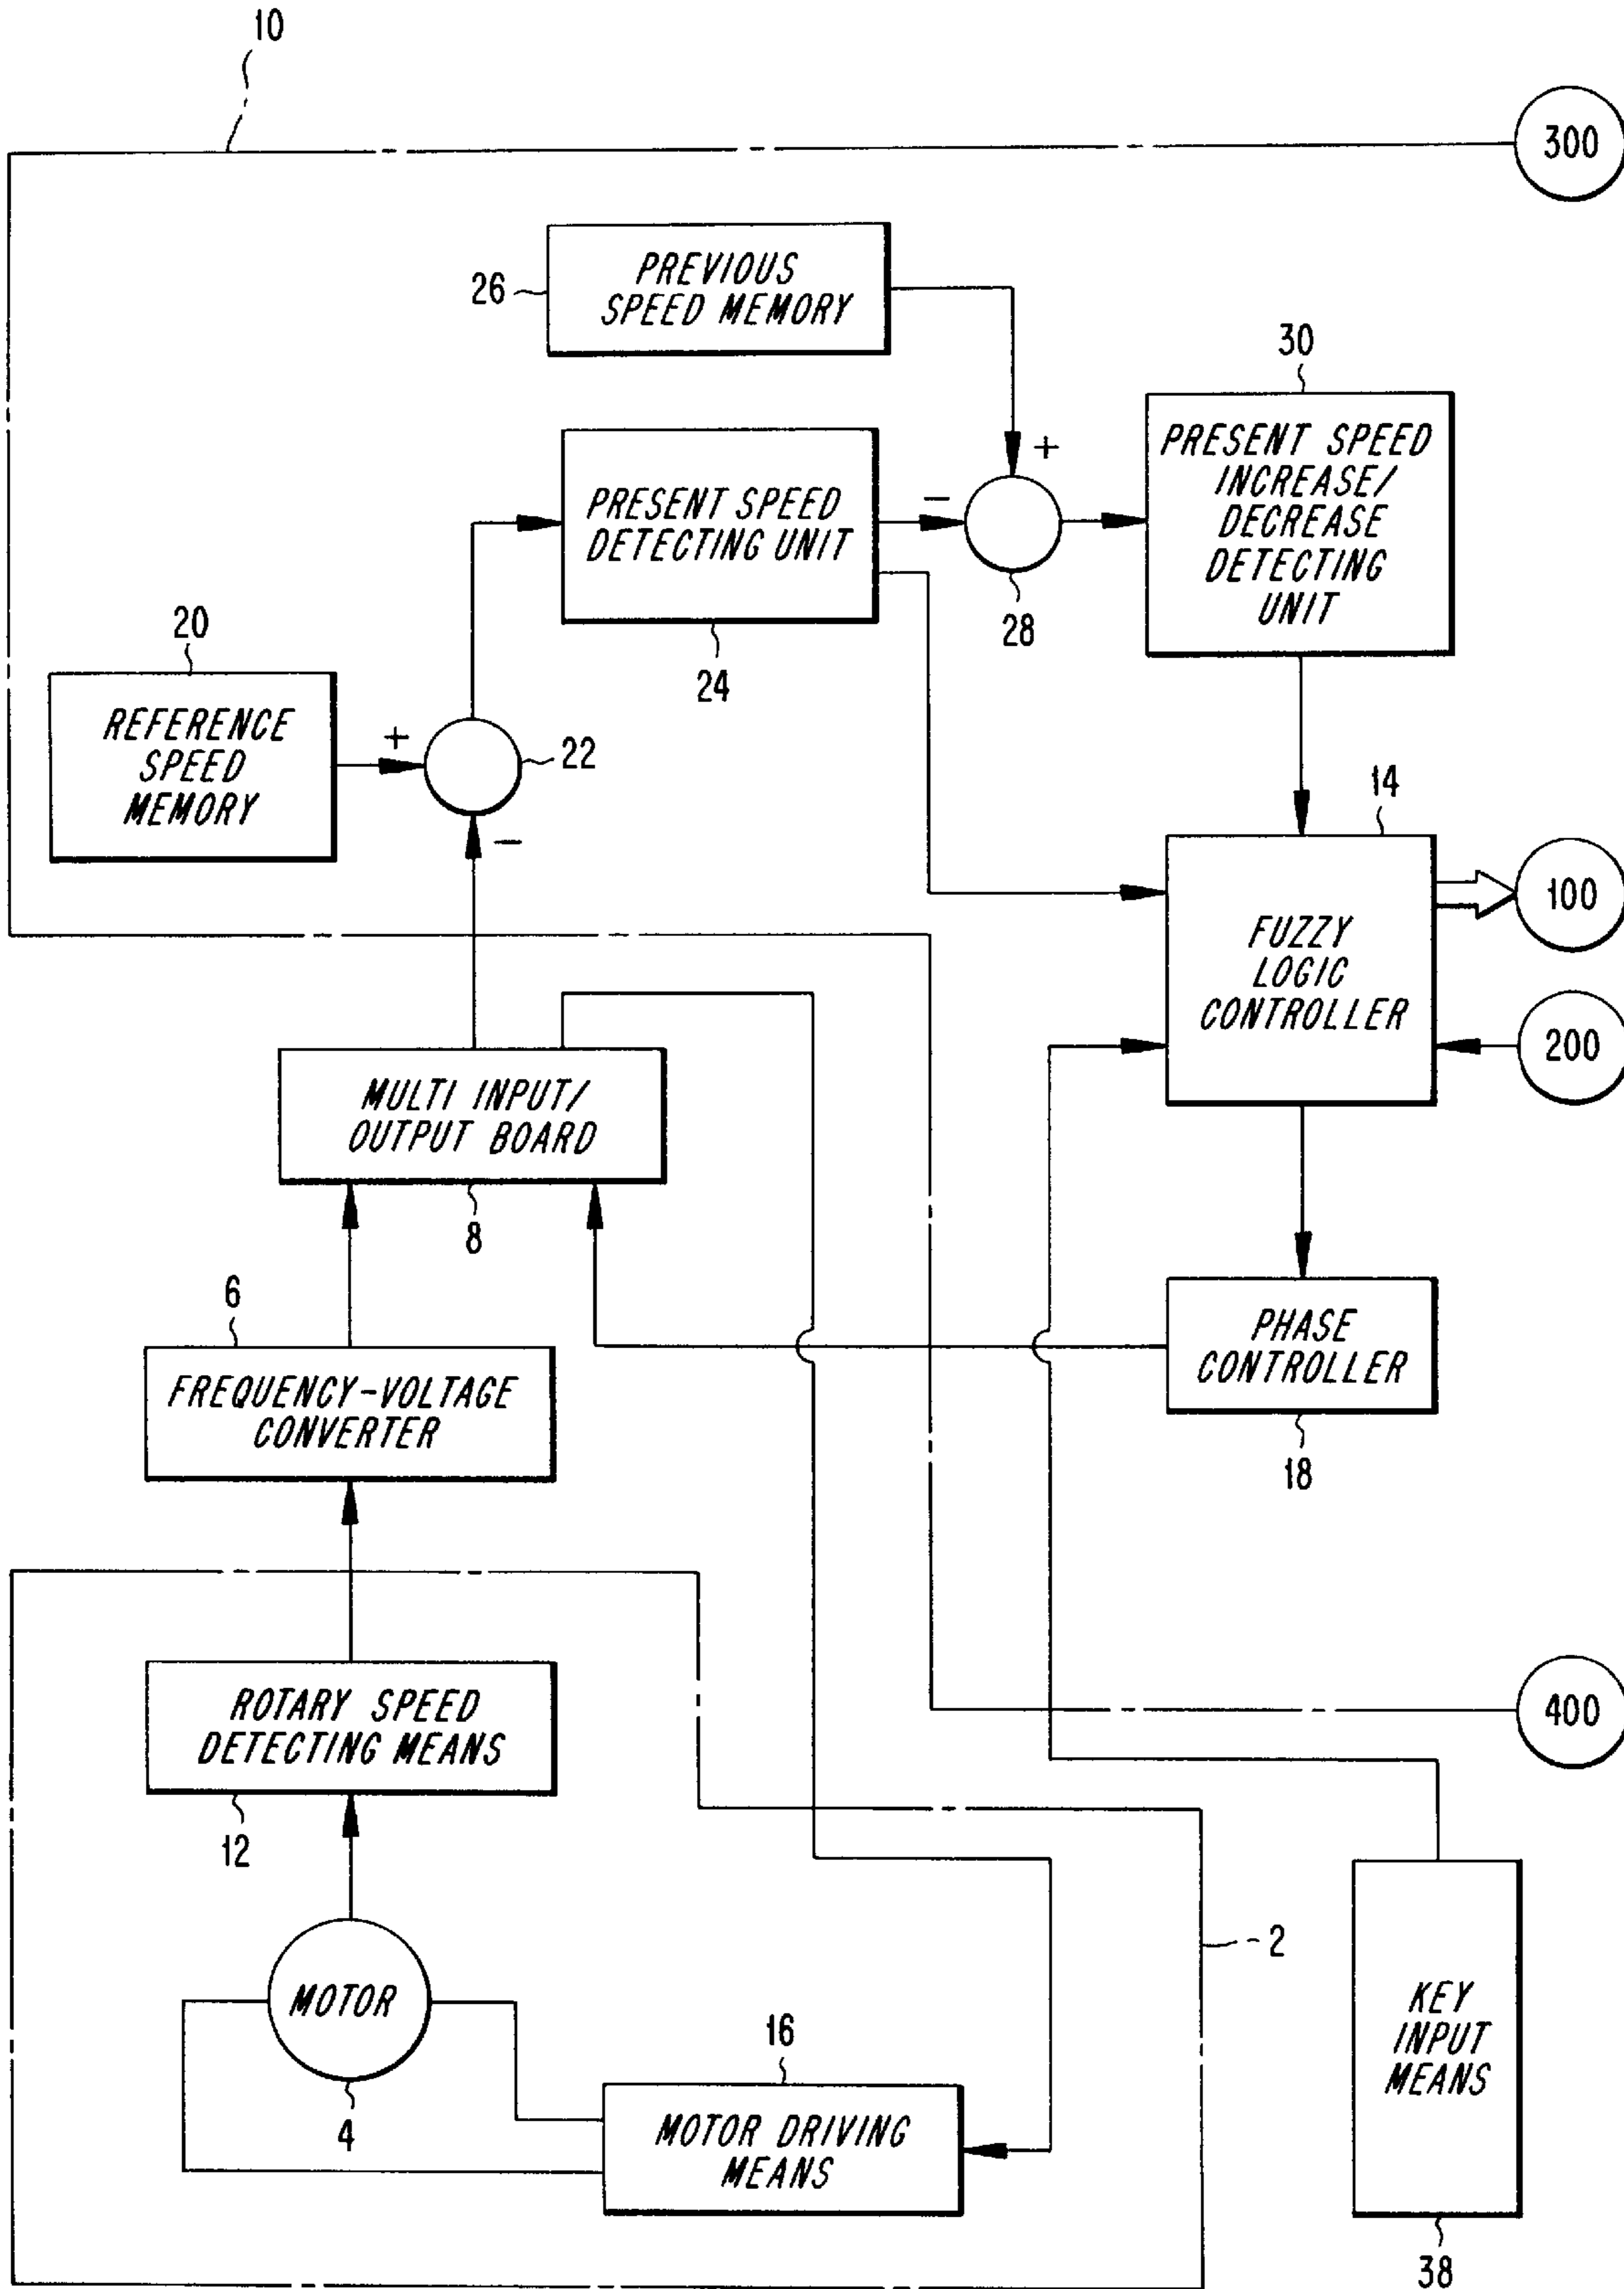 10
300
PREVIOUS
SPEED MEMORY
26
30
PRESENT SPEED
INCREASE/
DECREASE
DETECTING
UNIT
+
−
PRESENT SPEED
DETECTING UNIT
28
24
20
REFERENCE
SPEED
MEMORY
+
22
−
14
FUZZY
LOGIC
CONTROLLER
100
200
MULTI INPUT/
OUTPUT BOARD
8
6
FREQUENCY-VOLTAGE
CONVERTER
PHASE
CONTROLLER
18
400
ROTARY SPEED
DETECTING MEANS
12
2
MOTOR
4
16
MOTOR DRIVING
MEANS
KEY
INPUT
MEANS
38